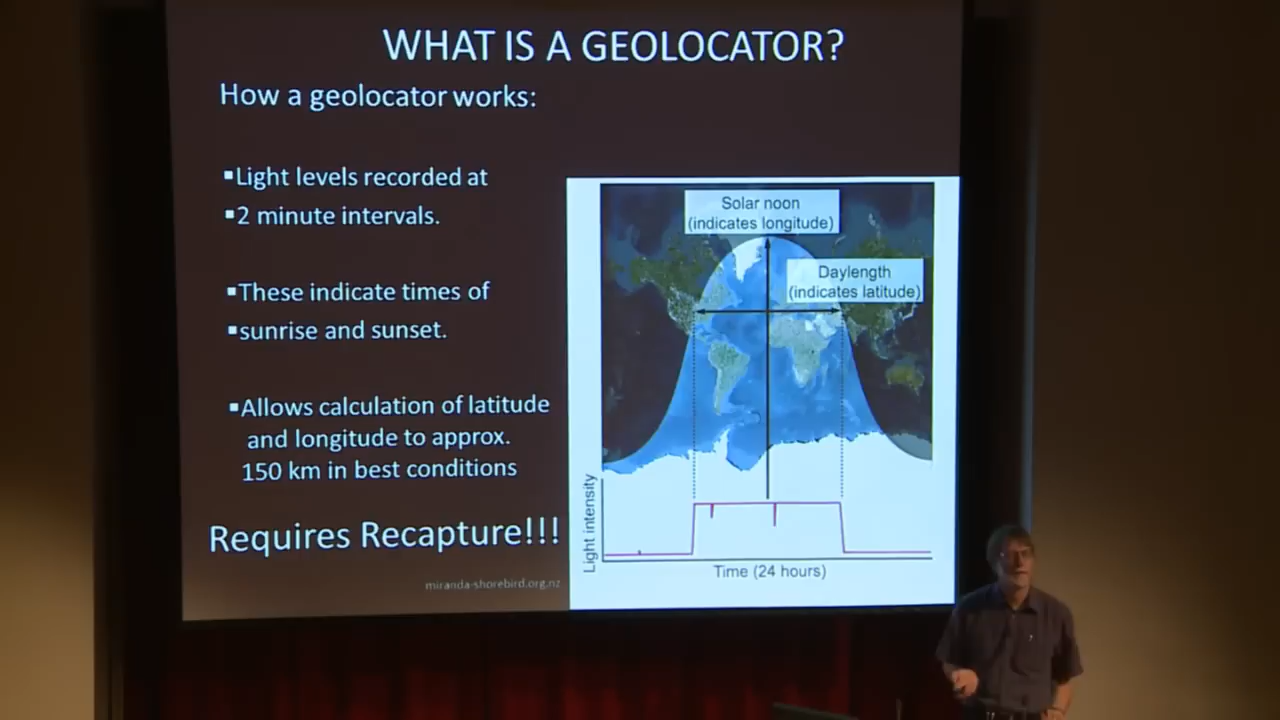 WHAT IS A GEOLOCATOR?
How a geolocator works:
▪Light levels recorded at
▪2 minute intervals.
▪These indicate times of
▪sunrise and sunset.
▪Allows calculation of latitude
and longitude to approx.
150 km in best conditions
Requires Recapture!!!
miranda-shorebird.org.nz
Solar noon
(indicates longitude)
Daylength
(indicates latitude)
Light intensity
Time (24 hours)